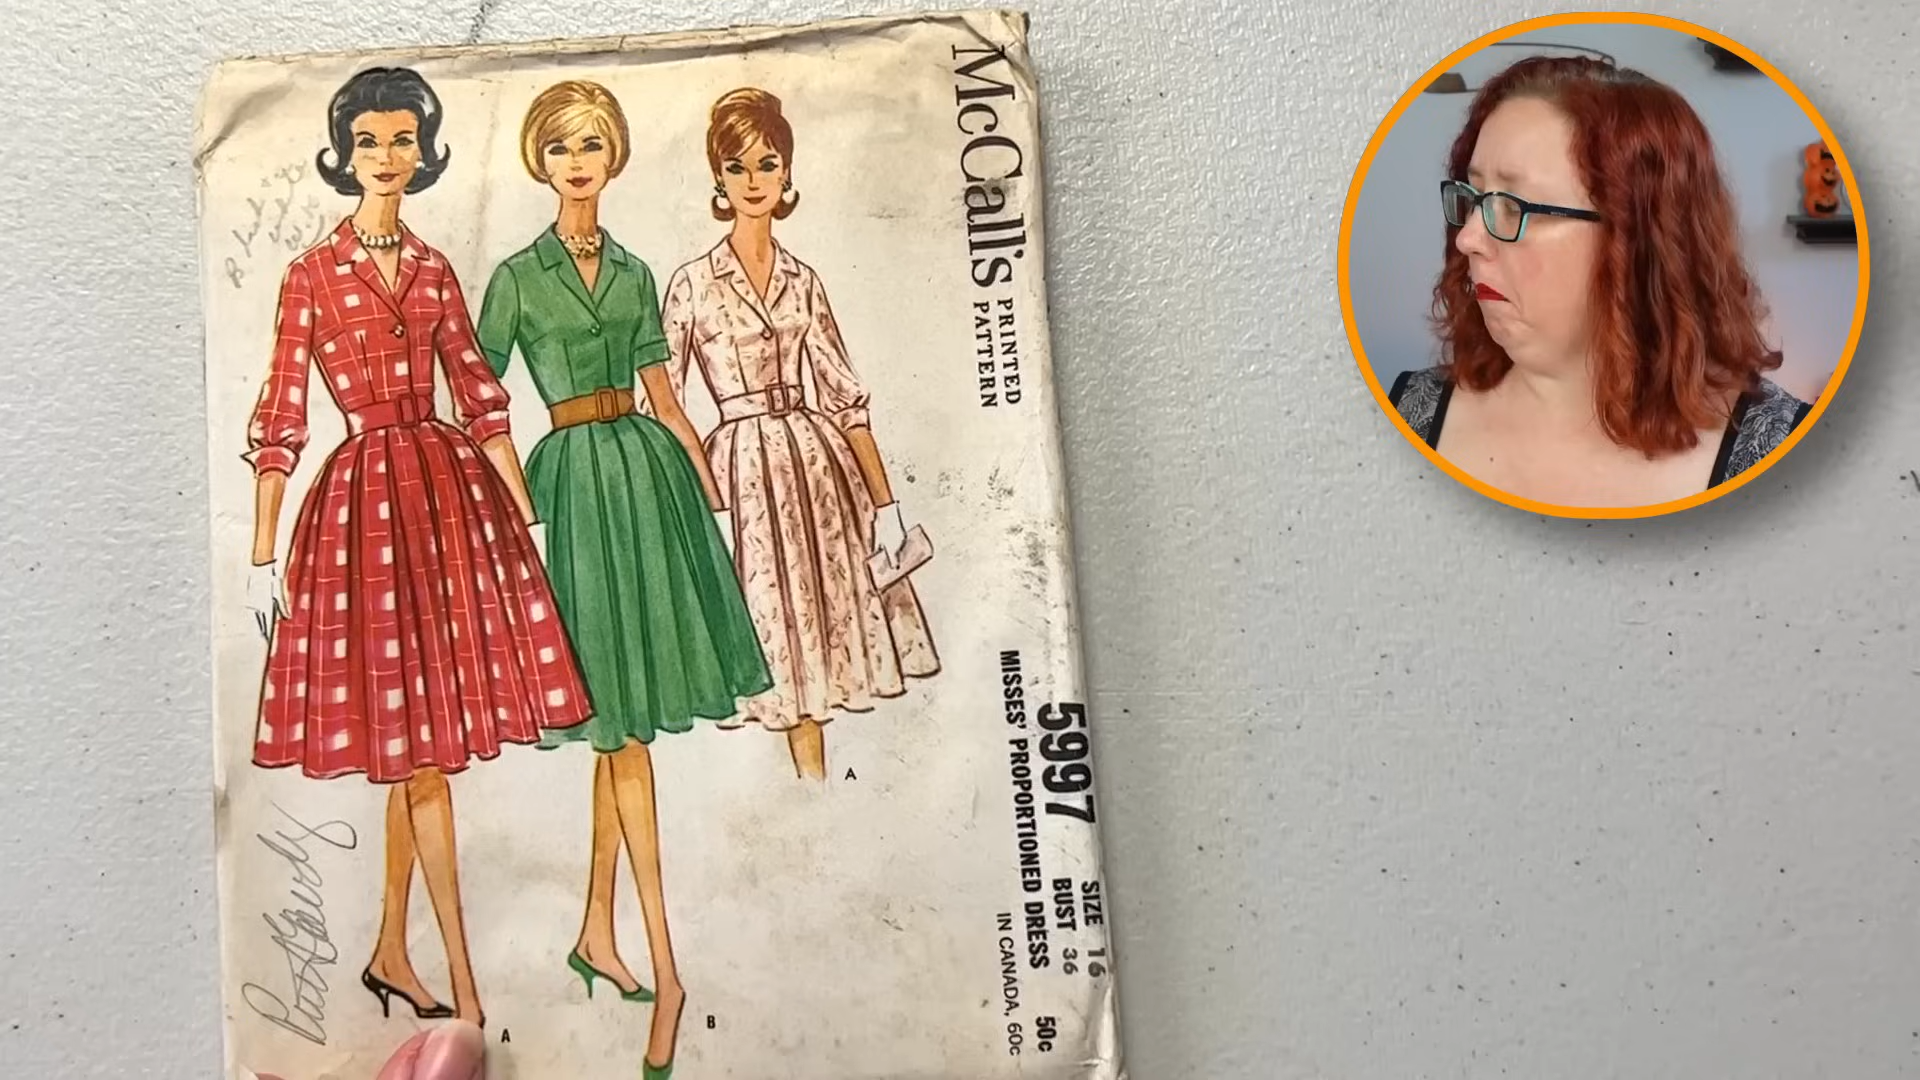 McCall's
PRINTED
PATTERN
5997
MISSES' PROPORTIONED DRESS
SIZE 16
BUST 36
50c
IN CANADA, 60c
A
A
B